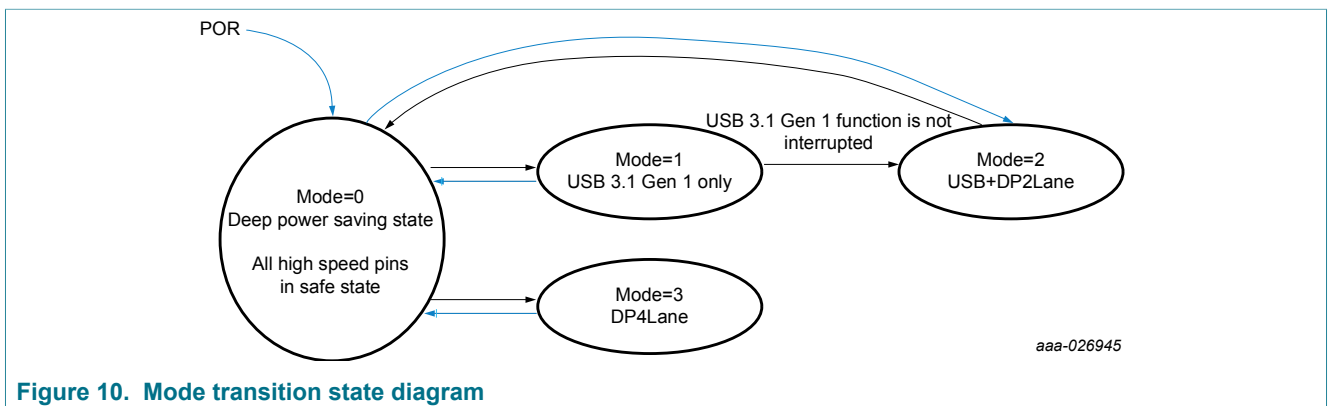 POR
USB 3.1 Gen 1 function is not
interrupted
Mode=0
Deep power saving state
All high speed pins
in safe state
Mode=1
USB 3.1 Gen 1 only
Mode=2
USB+DP2Lane
Mode=3
DP4Lane
aaa-026945
Figure 10. Mode transition state diagram